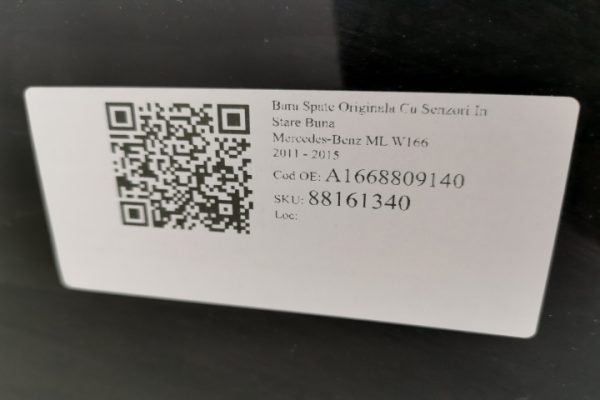 Bara Spate Originala Cu Senzori In
Stare Buna
Mercedes-Benz ML W166
2011 - 2015
Cod OE: A1668809140
SKU: 88161340
Loc: